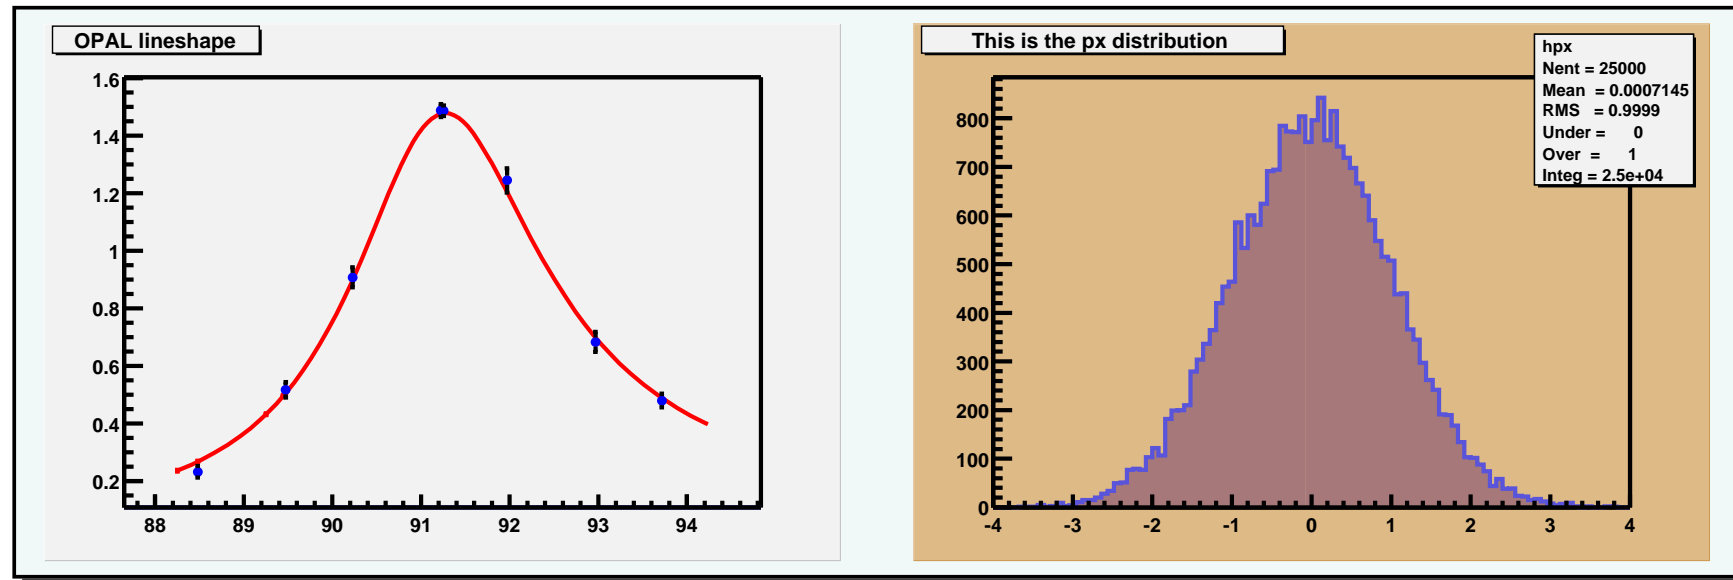 OPAL lineshape
1.6
1.4
1.2
1
0.8
0.6
0.4
0.2
88 89 90 91 92 93 94
This is the px distribution
hpx
Nent = 25000
Mean = 0.0007145
RMS = 0.9999
Under = 0
Over = 1
Integ = 2.5e+04
800
700
600
500
400
300
200
100
0
-4 -3 -2 -1 0 1 2 3 4